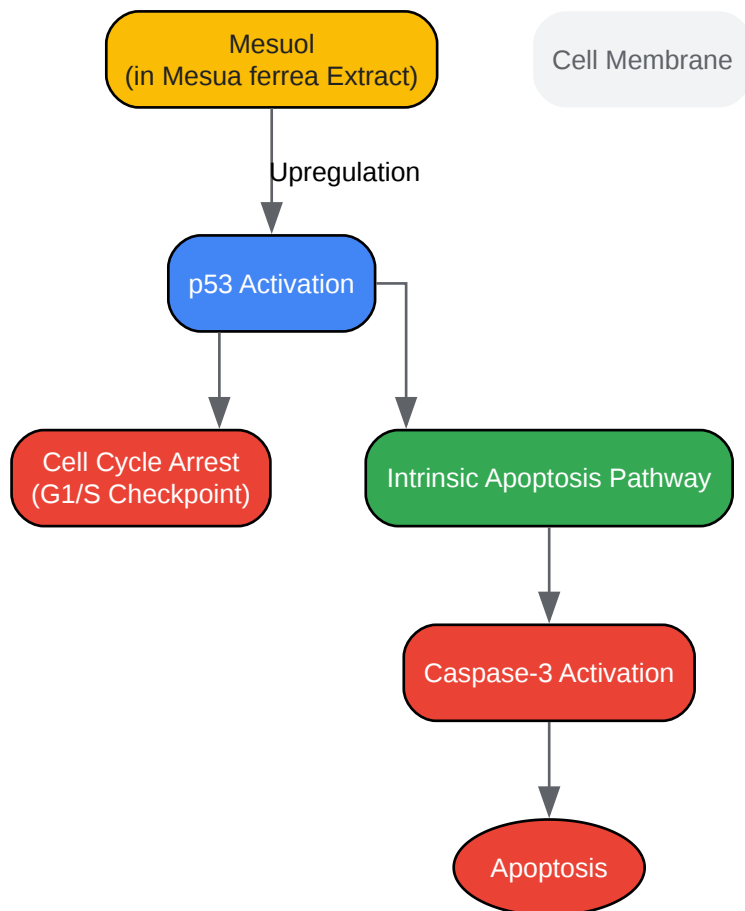 Mesuol
(in Mesua ferrea Extract)
Cell Membrane
Upregulation
p53 Activation
Cell Cycle Arrest
(G1/S Checkpoint)
Intrinsic Apoptosis Pathway
Caspase-3 Activation
Apoptosis